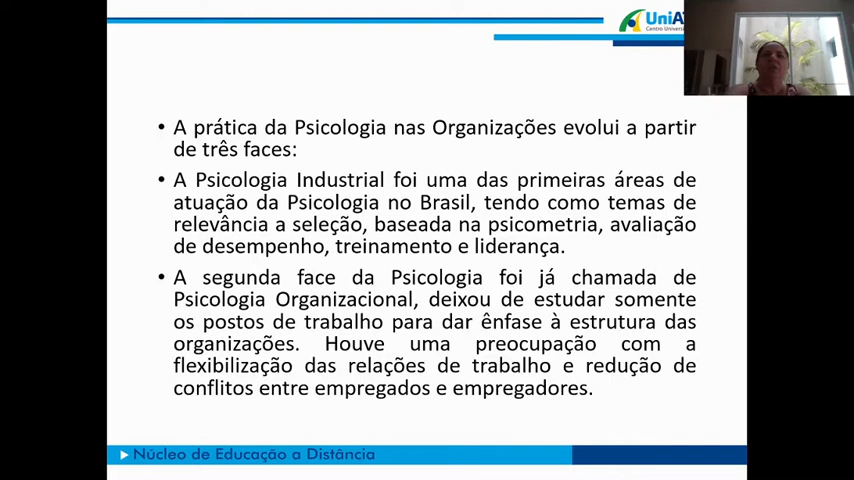 UniA
Centro Univers
• A prática da Psicologia nas Organizações evolui a partir
de três faces:
• A Psicologia Industrial foi uma das primeiras áreas de
atuação da Psicologia no Brasil, tendo como temas de
relevância a seleção, baseada na psicometria, avaliação
de desempenho, treinamento e liderança.
• A segunda face da Psicologia foi já chamada de
Psicologia Organizacional, deixou de estudar somente
os postos de trabalho para dar ênfase à estrutura das
organizações. Houve uma preocupação com a
flexibilização das relações de trabalho e redução de
conflitos entre empregados e empregadores.
Núcleo de Educação a Distância